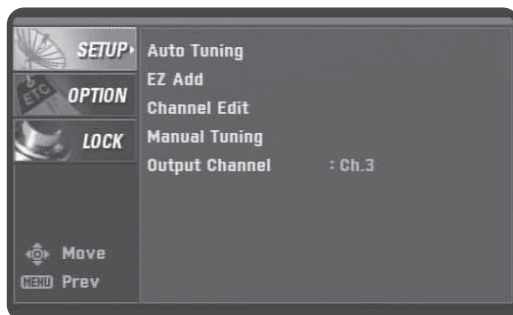 SETUP
OPTION
ETC
LOCK
Auto Tuning
EZ Add
Channel Edit
Manual Tuning
Output Channel : Ch.3
Move
MENU Prev